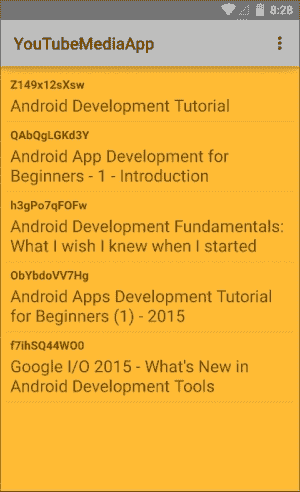 8:28
YouTubeMediaApp
Z149x12sXsw
Android Development Tutorial
QAbQgLGKd3Y
Android App Development for
Beginners - 1 - Introduction
h3gPo7qFOFw
Android Development Fundamentals:
What I wish I knew when I started
ObYbdoVV7Hg
Android Apps Development Tutorial
for Beginners (1) - 2015
f7ihSQ44WO0
Google I/O 2015 - What's New in
Android Development Tools